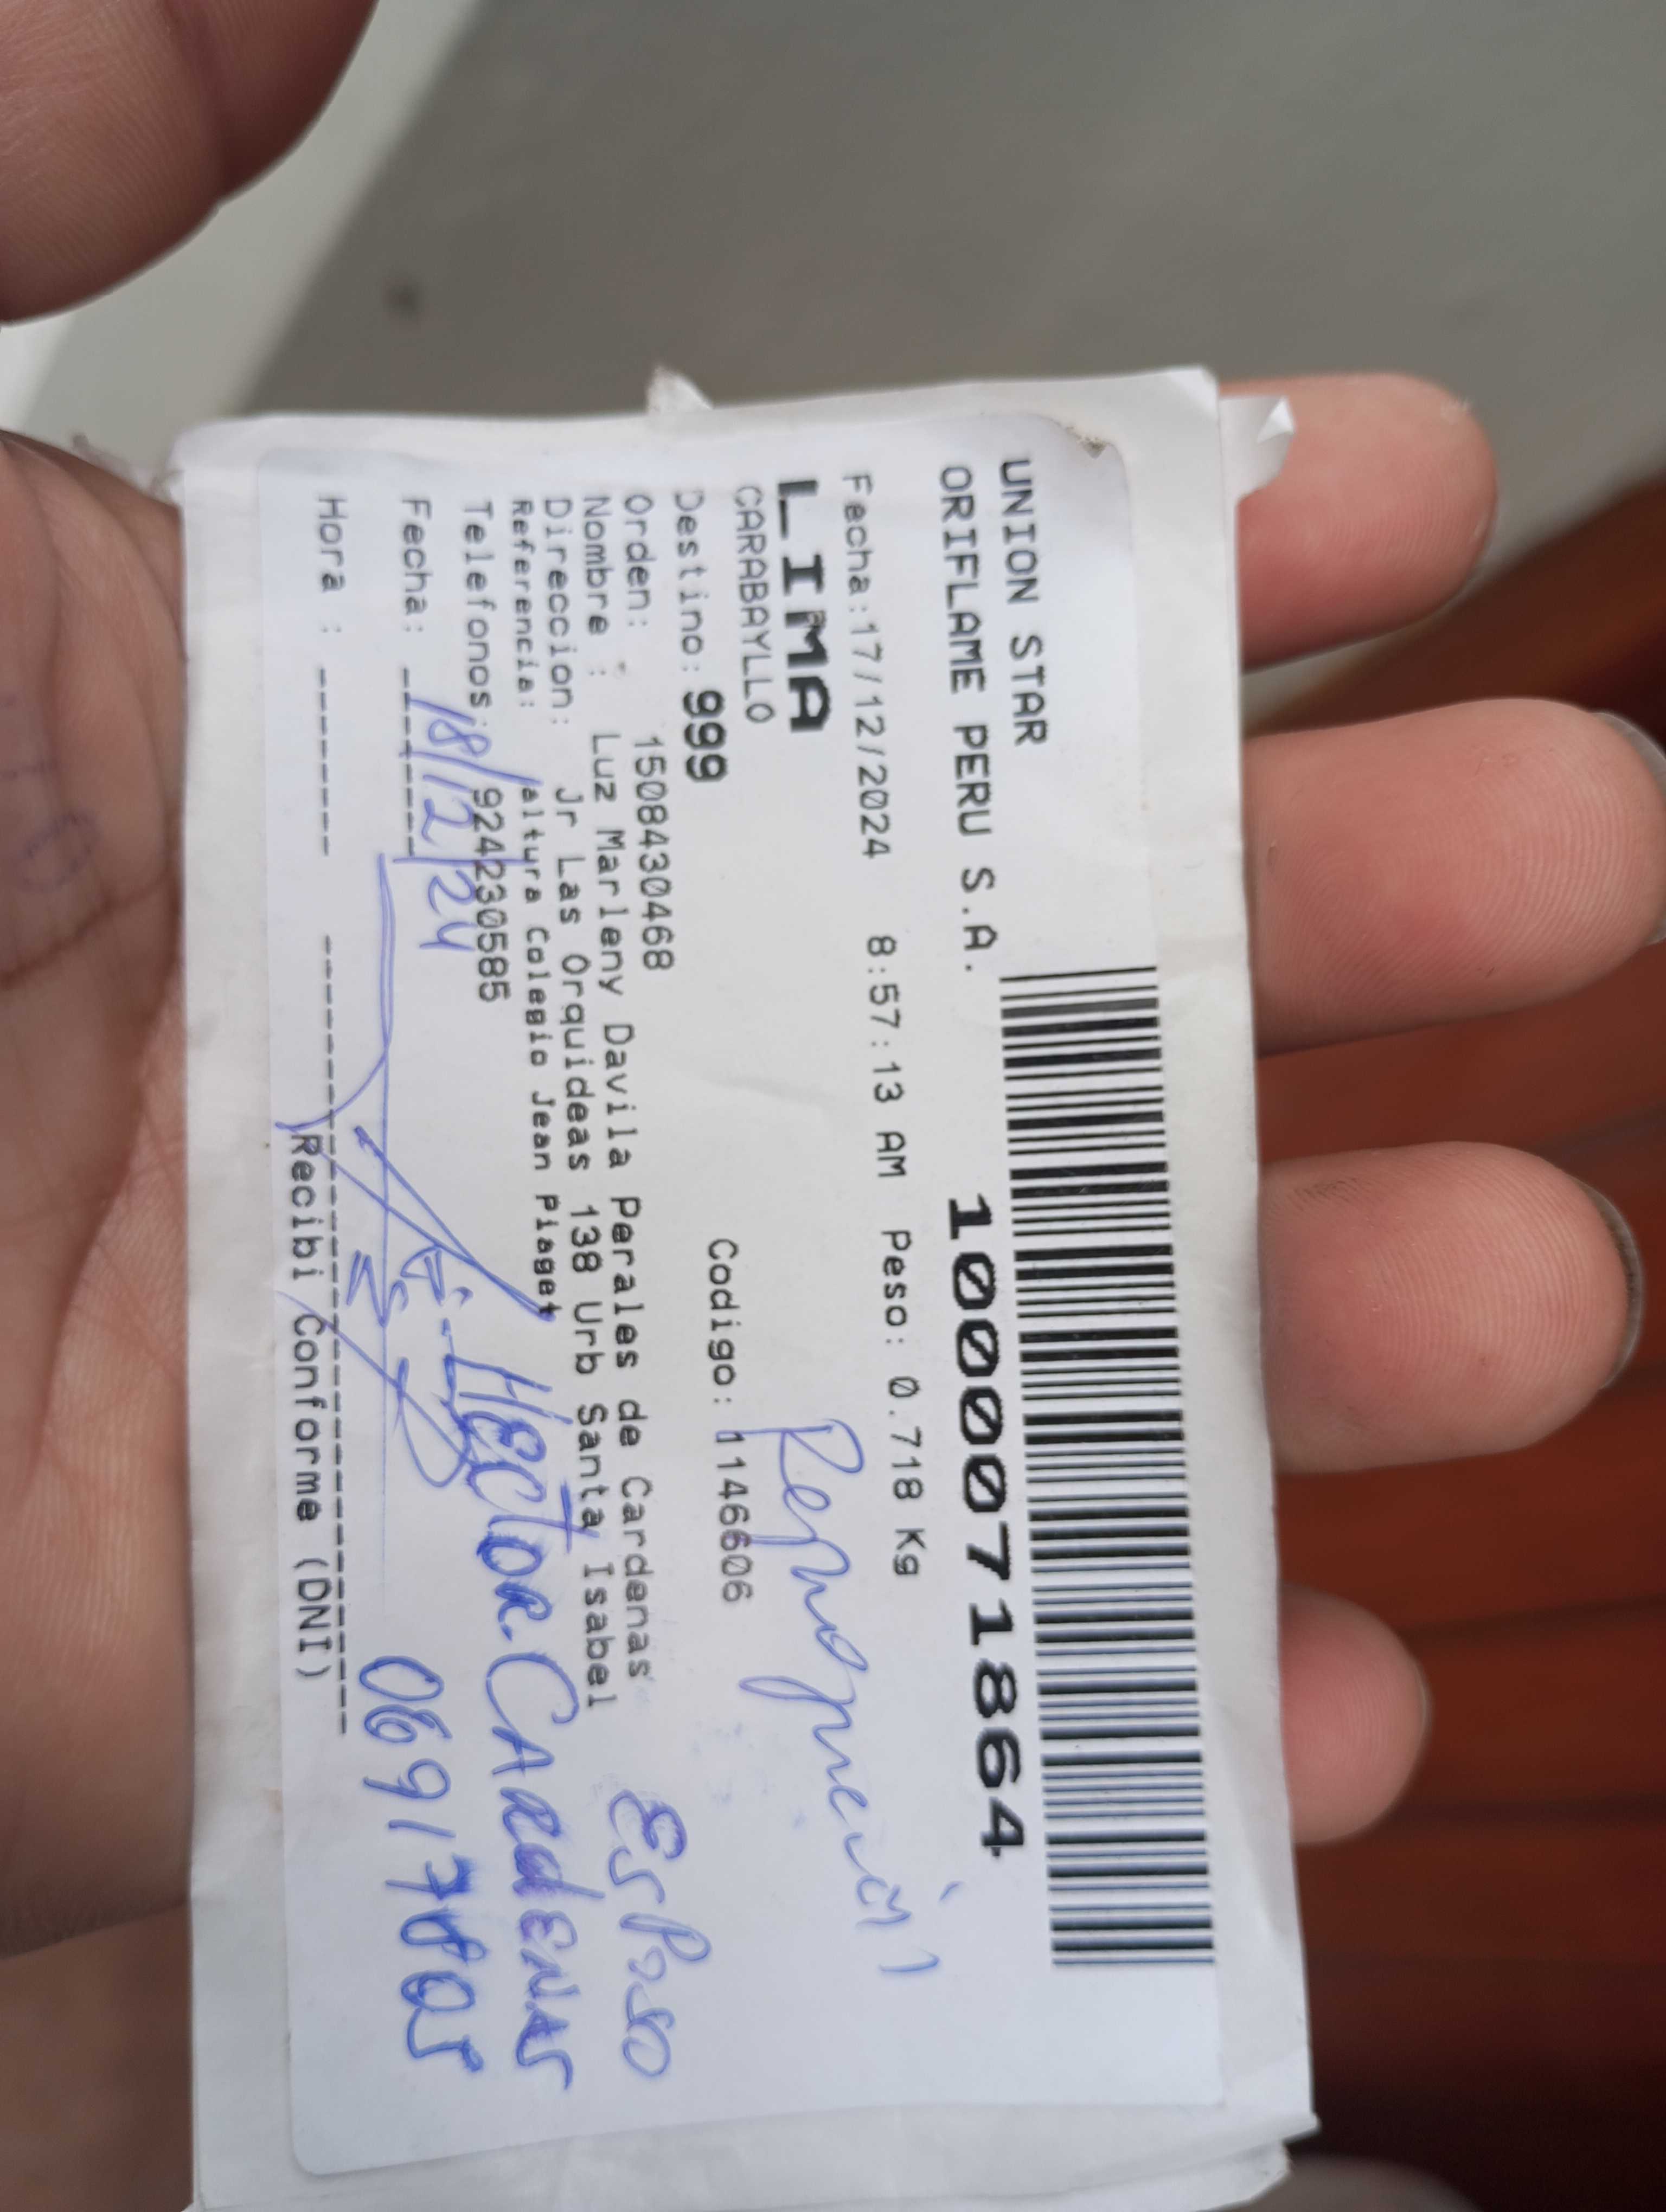 UNION STAR
ORIFLAME PERU S.A.
1000071864
Fecha:17/12/2024 8:57:13 AM Peso: 0.718 Kg
LIMA
CARABAYLLO
Destino: 999 Codigo: 1146606
Orden: 1508430468
Nombre : Luz Marleny Davila Perales de Cardenas
Esposo
Direccion: Jr Las Orquideas 138 Urb Santa Isabel
Referencia: altura Colegio Jean Piaget
Telefonos: 924230585
HECTOR CARdENAS
Fecha: 18/12/24
06917805
Hora :
Recibi Conforme (DNI)